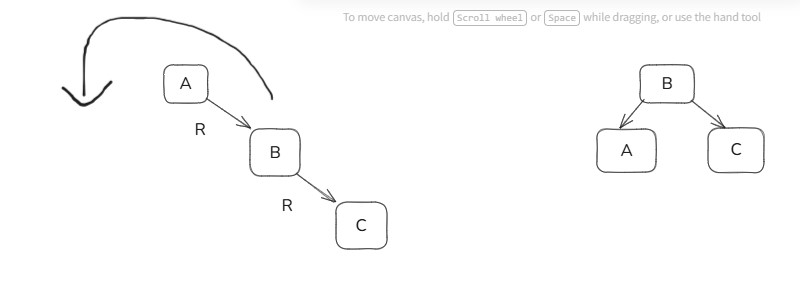 To move canvas, hold Scroll wheel or Space while dragging, or use the hand tool
A
R
B
R
C
B
A
C